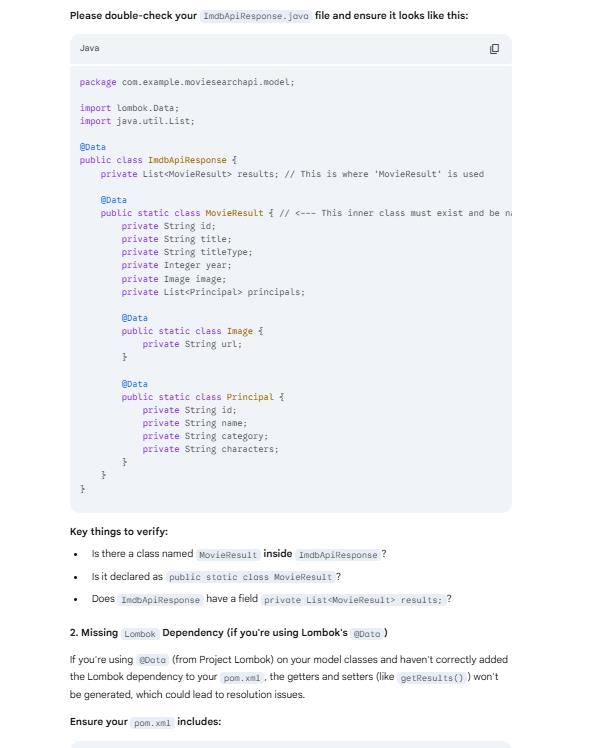 Please double-check your ImdbApiResponse.java file and ensure it looks like this:
Java
package com.example.moviesearchapi.model;
import lombok.Data;
import java.util.List;
@Data
public class ImdbApiResponse {
private List<MovieResult> results; // This is where 'MovieResult' is used
@Data
public static class MovieResult { // <--- This inner class must exist and be
private String id;
private String title;
private String titleType;
private Integer year;
private Image image;
private List<Principal> principals;
@Data
public static class Image {
private String url;
}
@Data
public static class Principal {
private String id;
private String name;
private String category;
private String characters;
}
}
}
Key things to verify:
• Is there a class named MovieResult inside ImdbApiResponse?
• Is it declared as public static class MovieResult?
• Does ImdbApiResponse have a field private List<MovieResult> results;?
2. Missing Lombok Dependency (if you're using Lombok's @Data)
If you're using @Data (from Project Lombok) on your model classes and haven't correctly added
the Lombok dependency to your pom.xml, the getters and setters (like getResults()) won't
be generated, which could lead to resolution issues.
Ensure your pom.xml includes: